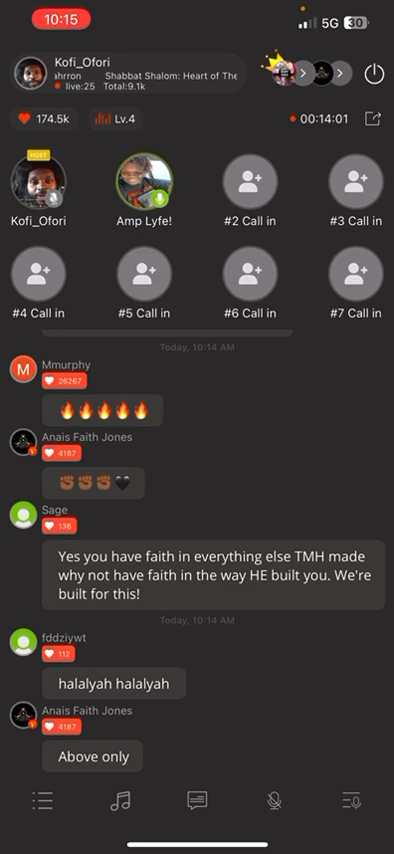 10:15
5G 30
Kofi_Ofori
ahrron Shabbat Shalom: Heart of The
live:25 Total:9.1k
174.5k
Lv.4
00:14:01
HOST
Kofi_Ofori
Amp Lyfe!
#2 Call in
#3 Call in
#4 Call in
#5 Call in
#6 Call in
#7 Call in
Today, 10:14 AM
M
Mmurphy
26267
Anais Faith Jones
4187
Sage
136
Yes you have faith in everything else TMH made
why not have faith in the way HE built you. We're
built for this!
Today, 10:14 AM
fddziywt
112
halalyah halalyah
Anais Faith Jones
4187
Above only